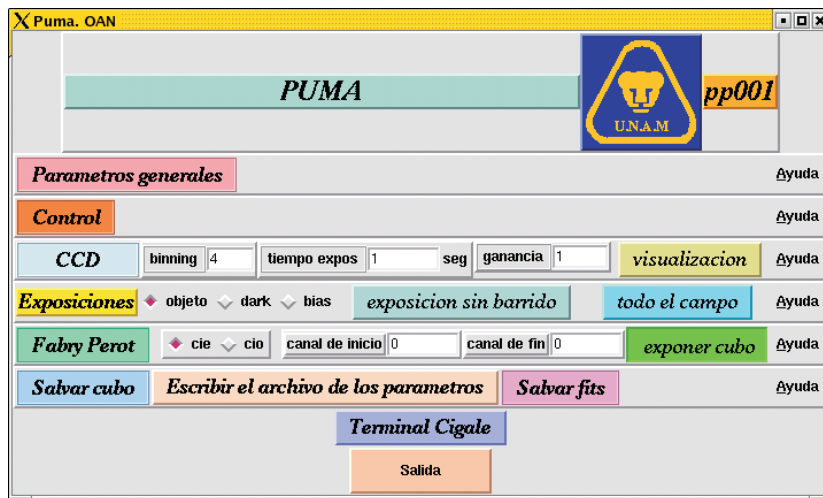 Puma. OAN
PUMA
pp001
U.N.A.M
Parametros generales Ayuda
Control Ayuda
CCD binning 4 tiempo expos 1 seg ganancia 1 visualizacion Ayuda
Exposiciones objeto dark bias exposicion sin barrido todo el campo Ayuda
Fabry Perot cie cio canal de inicio 0 canal de fin 0 exponer cubo Ayuda
Salvar cubo Escribir el archivo de los parametros Salvar fits Ayuda
Terminal Cigale
Salida